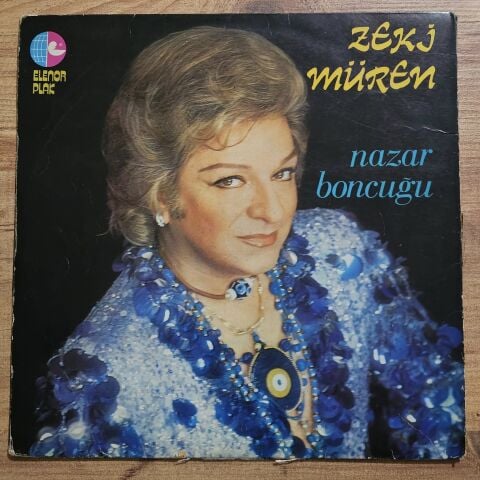 ELENOR
PLAK
ZEKİ
MÜREN
nazar
boncuğu